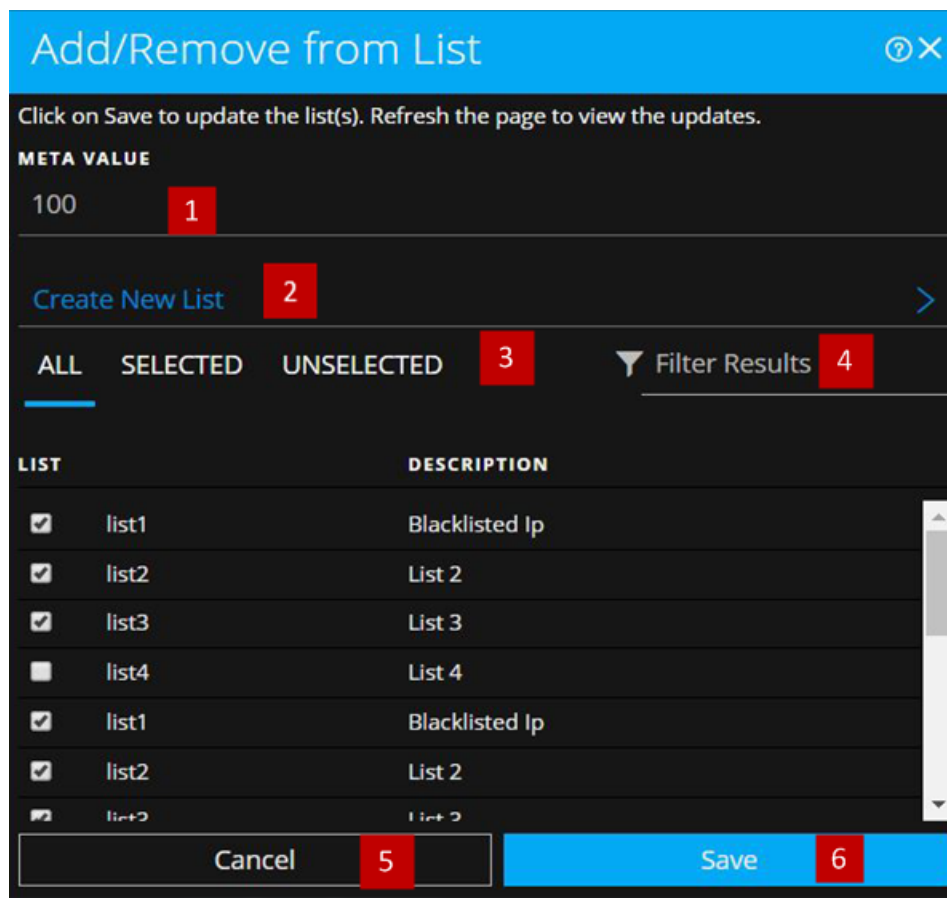 Add/Remove from List
Click on Save to update the list(s). Refresh the page to view the updates.
META VALUE
100 1
Create New List 2
ALL SELECTED UNSELECTED 3 Filter Results 4
LIST DESCRIPTION
list1 Blacklisted Ip
list2 List 2
list3 List 3
list4 List 4
list1 Blacklisted Ip
list2 List 2
list3 List 3
Cancel 5 Save 6